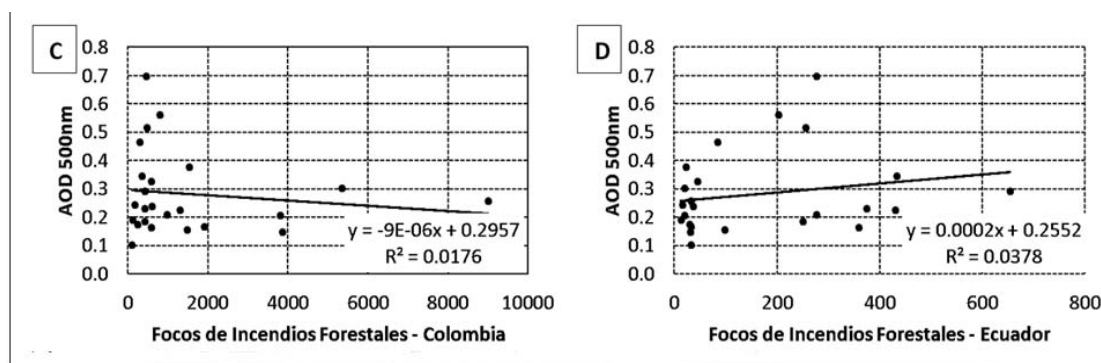 C
0.8
0.7
0.6
0.5
0.4
0.3
0.2
0.1
0.0
AOD 500nm
y = -9E-06x + 0.2957
R² = 0.0176
0 2000 4000 6000 8000 10000
Focos de Incendios Forestales - Colombia
D
0.8
0.7
0.6
0.5
0.4
0.3
0.2
0.1
0.0
AOD 500nm
y = 0.0002x + 0.2552
R² = 0.0378
0 200 400 600 800
Focos de Incendios Forestales - Ecuador